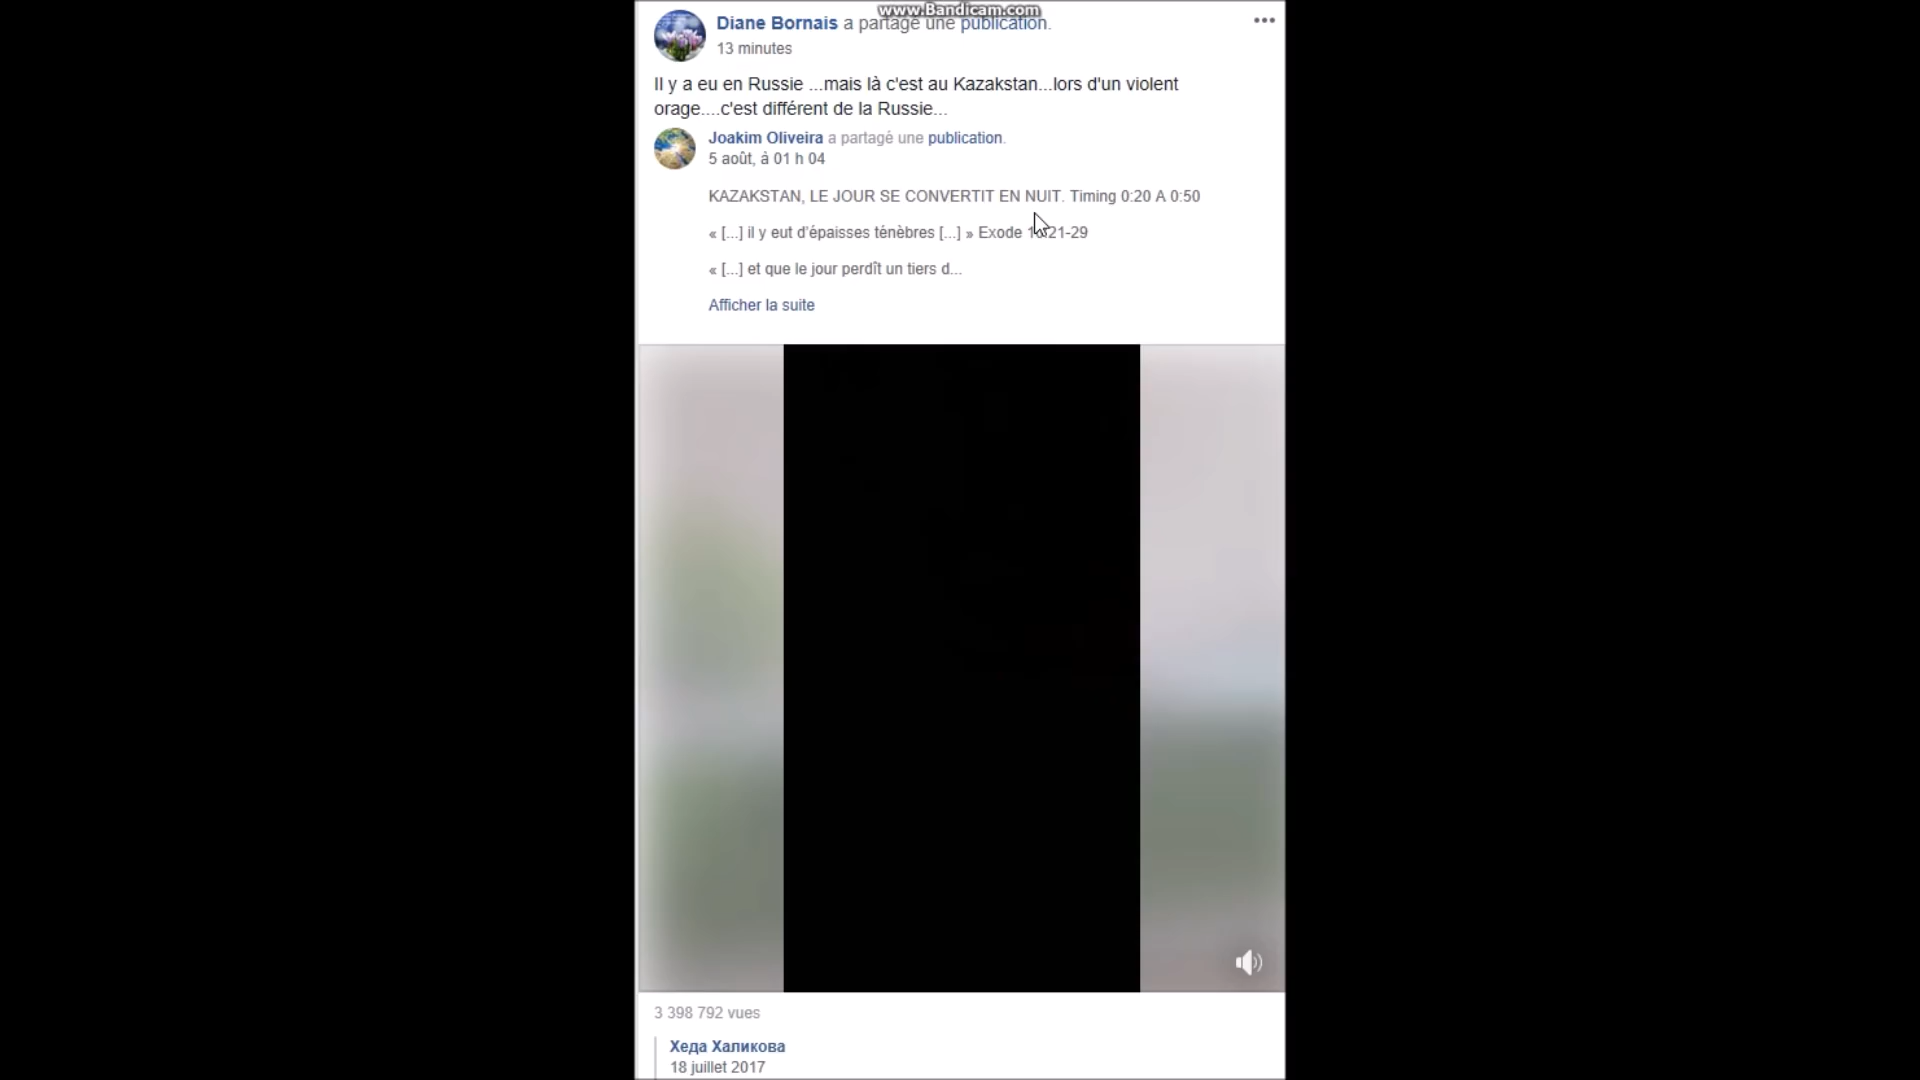 www.Bandicam.com
Diane Bornais a partagé une publication.
13 minutes
Il y a eu en Russie ...mais là c'est au Kazakstan...lors d'un violent
orage....c'est différent de la Russie...
Joakim Oliveira a partagé une publication.
5 août, à 01 h 04
KAZAKSTAN, LE JOUR SE CONVERTIT EN NUIT. Timing 0:20 A 0:50
« [...] il y eut d'épaisses ténèbres [...] » Exode 21-29
« [...] et que le jour perdît un tiers d...
Afficher la suite
3 398 792 vues
Хеда Халикова
18 juillet 2017